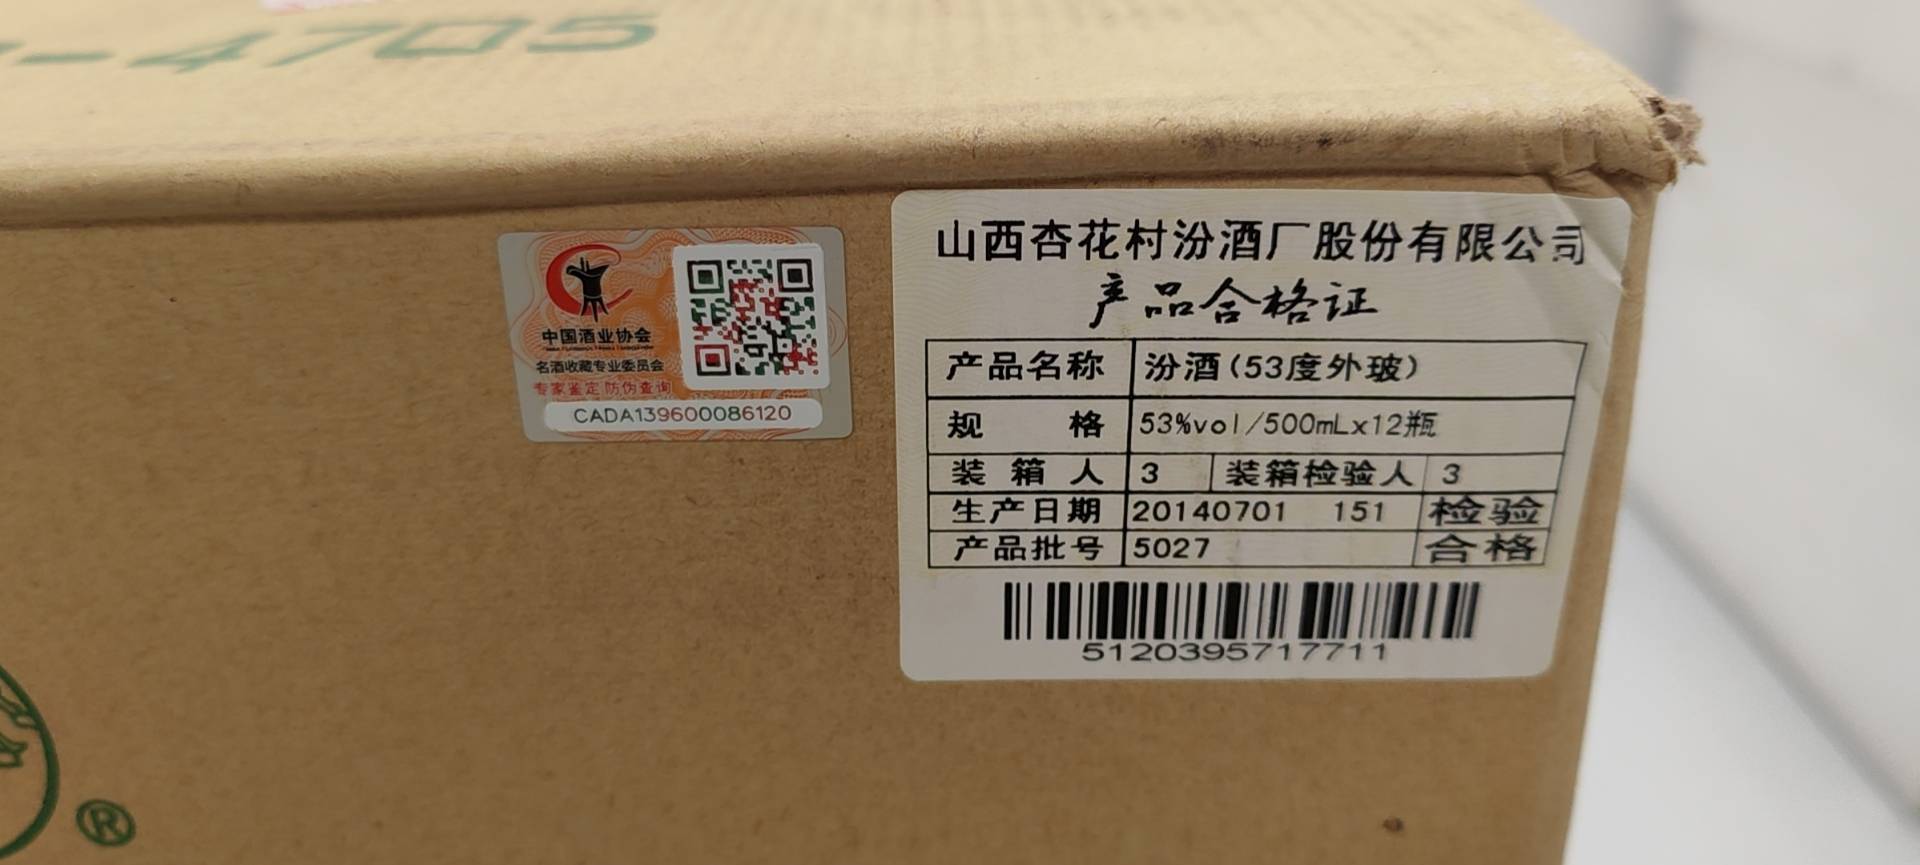 -4705
中国酒业协会
名酒收藏专业委员会
专家鉴定 防伪查询
CADA139600086120
山西杏花村汾酒厂股份有限公司
产品合格证
产品名称 汾酒(53度外玻)
规 格 53%vol/500mLx12瓶
装箱人 3 装箱检验人 3
生产日期 20140701 151 检验
产品批号 5027 合格
5120395717711
®